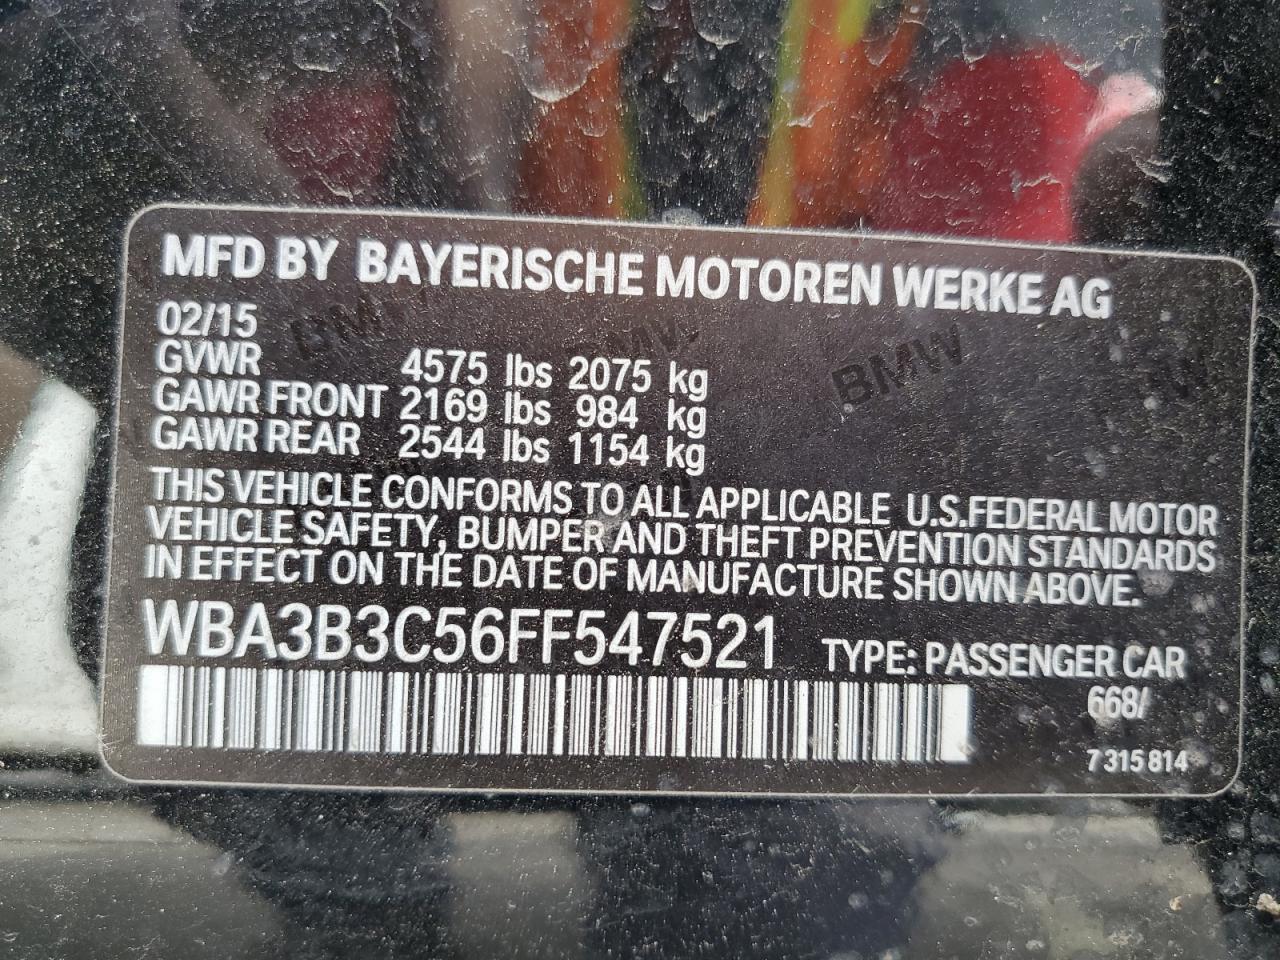 MFD BY BAYERISCHE MOTOREN WERKE AG
02/15
GVWR 4575 lbs 2075 kg
GAWR FRONT 2169 lbs 984 kg
GAWR REAR 2544 lbs 1154 kg
THIS VEHICLE CONFORMS TO ALL APPLICABLE U.S.FEDERAL MOTOR
VEHICLE SAFETY, BUMPER AND THEFT PREVENTION STANDARDS
IN EFFECT ON THE DATE OF MANUFACTURE SHOWN ABOVE.
WBA3B3C56FF547521 TYPE: PASSENGER CAR
668/
7 315 814
BMW
BMW
BMW